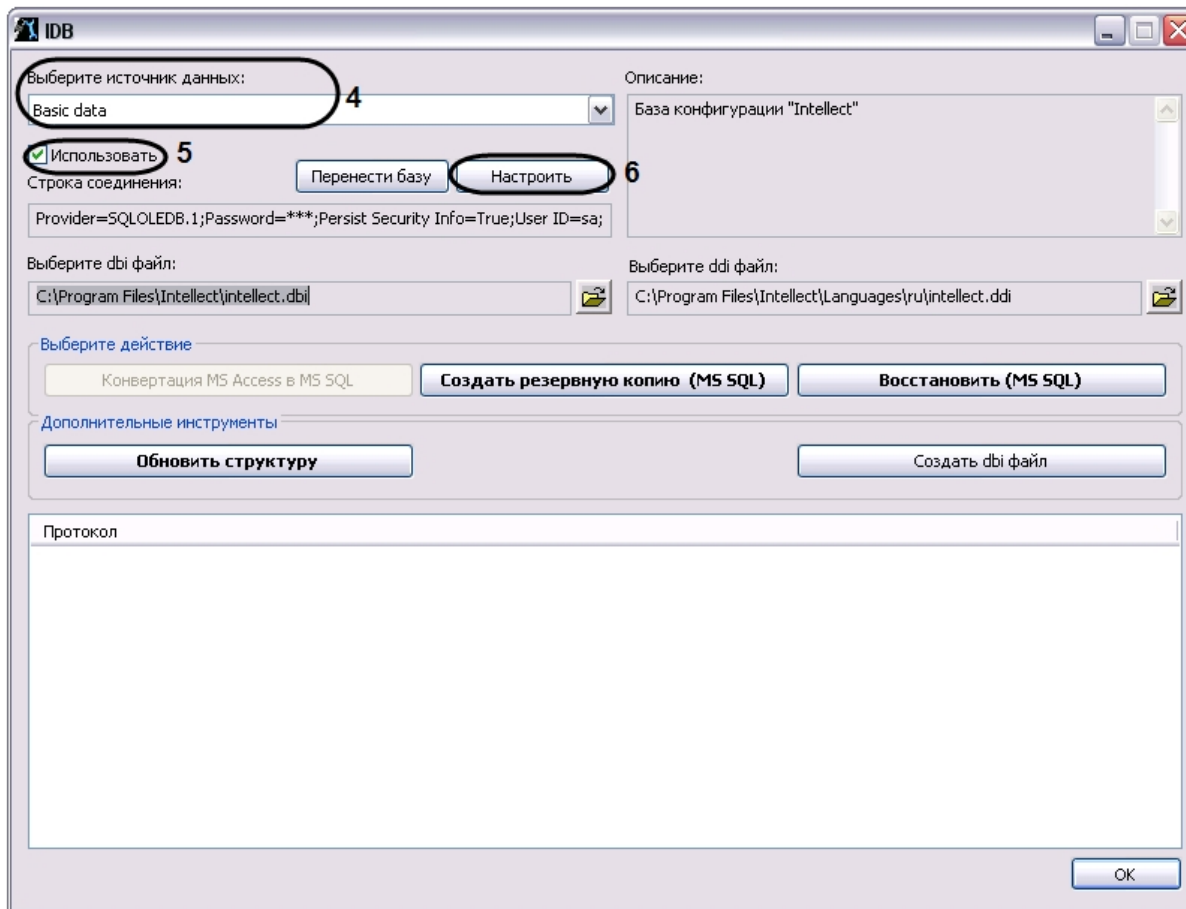 IDB
Выберите источник данных:
Basic data
4
Использовать 5
Перенести базу
Настроить
6
Строка соединения:
Provider=SQLOLEDB.1;Password=***;Persist Security Info=True;User ID=sa;
Описание:
База конфигурации "Intellect"
Выберите dbi файл:
C:\Program Files\Intellect\intellect.dbi
Выберите ddi файл:
C:\Program Files\Intellect\Languages\ru\intellect.ddi
Выберите действие
Конвертация MS Access в MS SQL
Создать резервную копию (MS SQL)
Восстановить (MS SQL)
Дополнительные инструменты
Обновить структуру
Создать dbi файл
Протокол
OK